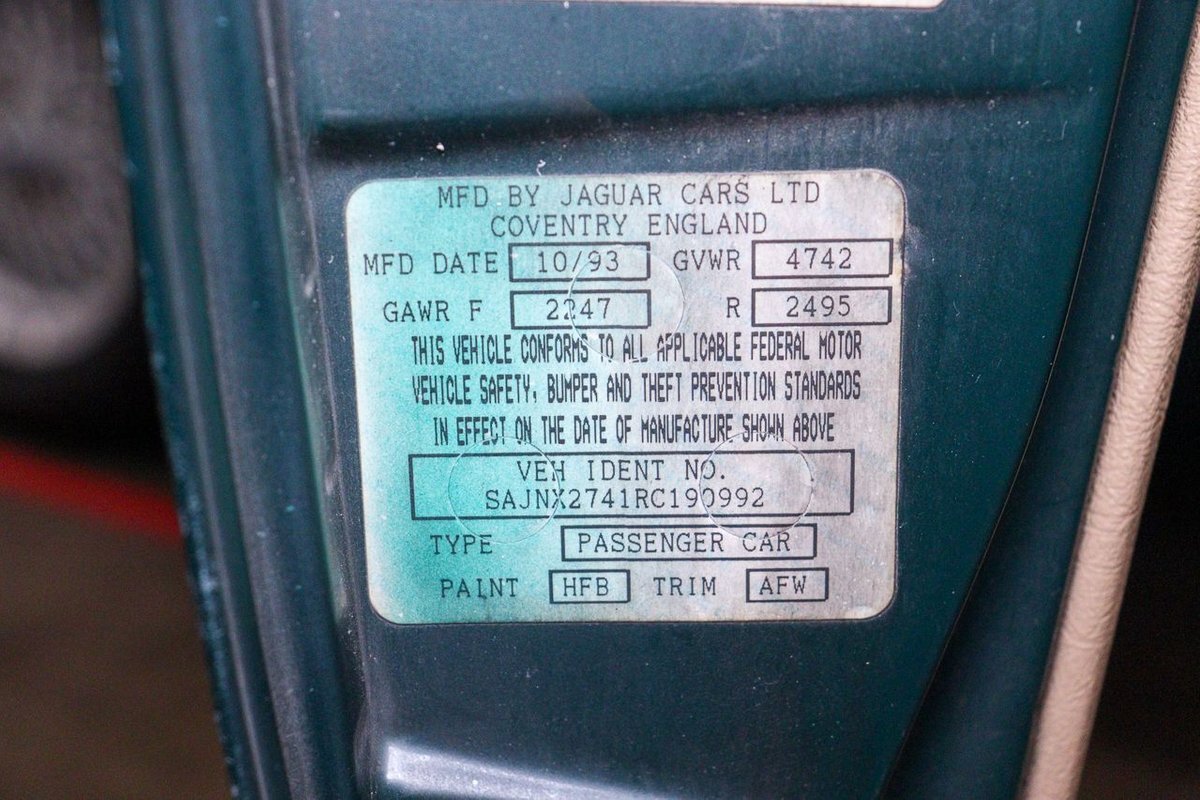 MFD BY JAGUAR CARS LTD
COVENTRY ENGLAND
MFD DATE 10/93 GVWR 4742
GAWR F 2247 R 2495
THIS VEHICLE CONFORMS TO ALL APPLICABLE FEDERAL MOTOR
VEHICLE SAFETY, BUMPER AND THEFT PREVENTION STANDARDS
IN EFFECT ON THE DATE OF MANUFACTURE SHOWN ABOVE
VEH IDENT NO.
SAJNX2741RC190992
TYPE PASSENGER CAR
PAINT HFB TRIM AFW